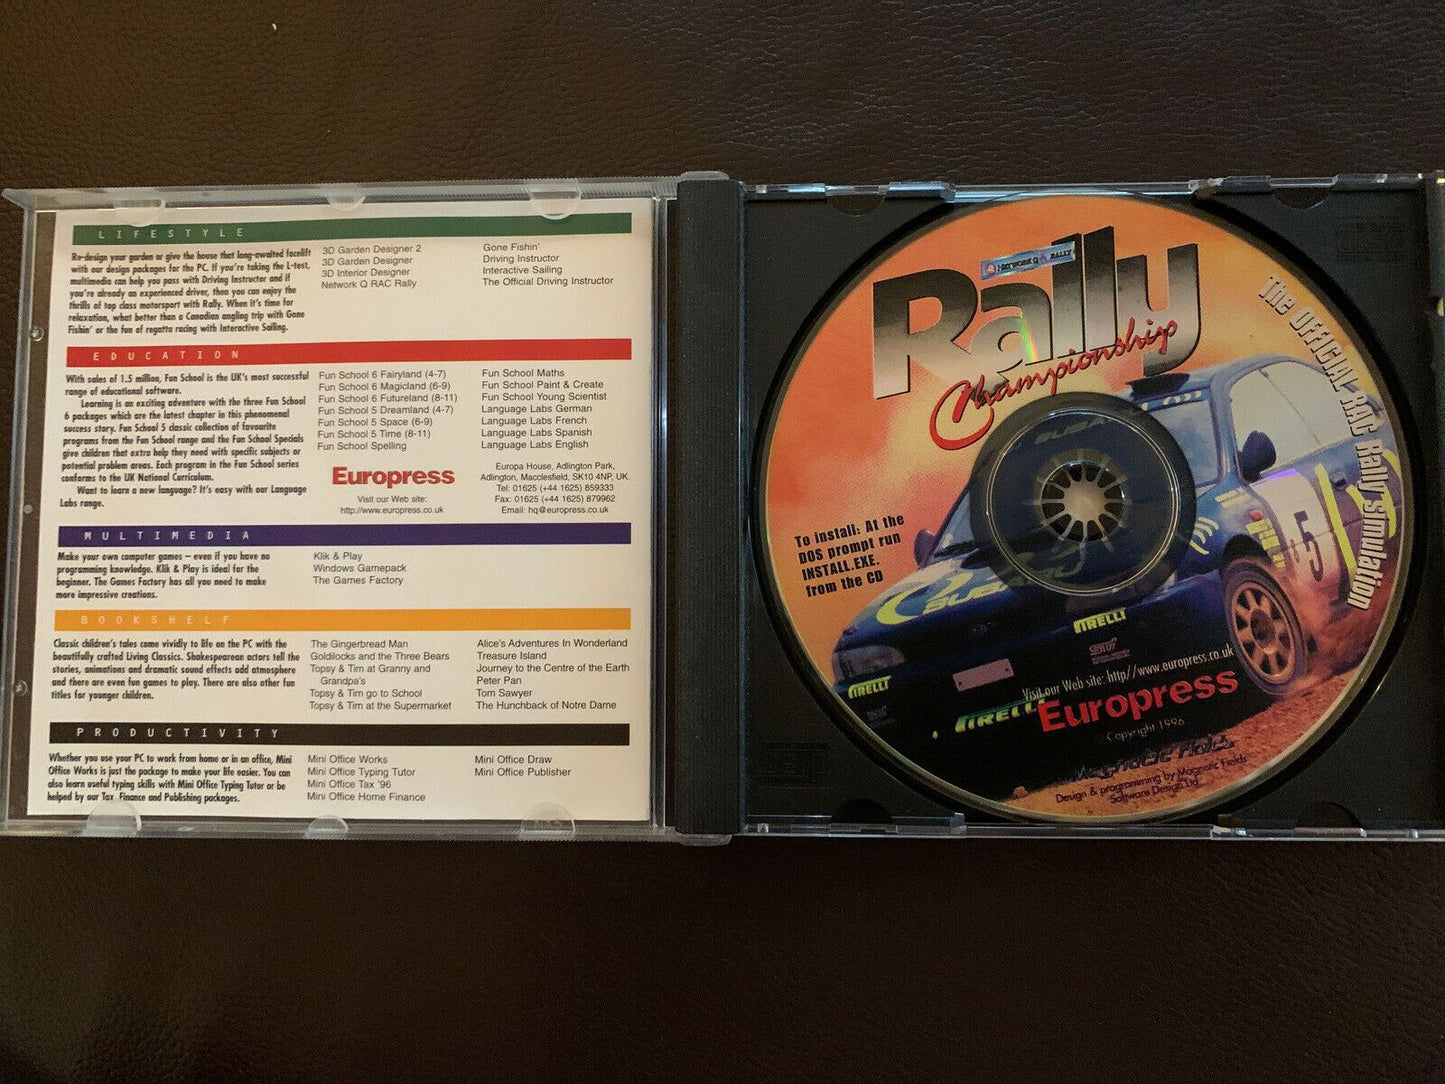 LIFESTYLE
Re-design your garden or give the house that long-awaited facelift
with our design packages for the PC. If you're taking the L-test,
multimedia can help you pass with Driving Instructor and if
you're already an experienced driver, then you can enjoy the
thrills of top class motorsport with Rally. When it's time for
relaxation, what better than a Canadian angling trip with Gone
Fishin' or the fun of regatta racing with Interactive Sailing.
3D Garden Designer 2
3D Garden Designer
3D Interior Designer
Network Q RAC Rally
Gone Fishin'
Driving Instructor
Interactive Sailing
The Official Driving Instructor
EDUCATION
With sales of 1.5 million, Fun School is the UK's most successful
range of educational software.
Learning is an exciting adventure with the three Fun School
6 packages which are the latest chapter in this phenomenal
success story. Fun School 5 classic collection of favourite
programs from the Fun School range and the Fun School Specials
give children that extra help they need with specific subjects or
potential problem areas. Each program in the Fun School series
conforms to the UK National Curriculum.
Want to learn a new language? It's easy with our Language
Labs range.
Fun School 6 Fairyland (4-7)
Fun School 6 Magicland (6-9)
Fun School 6 Futureland (8-11)
Fun School 5 Dreamland (4-7)
Fun School 5 Space (6-9)
Fun School 5 Time (8-11)
Fun School Spelling
Fun School Maths
Fun School Paint & Create
Fun School Young Scientist
Language Labs German
Language Labs French
Language Labs Spanish
Language Labs English
Europress
Visit our Web site:
http://www.europress.co.uk
Europa House, Adlington Park,
Adlington, Macclesfield, SK10 4NP, UK.
Tel: 01625 (+44 1625) 859333
Fax: 01625 (+44 1625) 879962
Email: hq@europress.co.uk
MULTIMEDIA
Make your own computer games – even if you have no
programming knowledge. Klik & Play is ideal for the
beginner. The Games Factory has all you need to make
more impressive creations.
Klik & Play
Windows Gamepack
The Games Factory
BOOKSHELF
Classic children's tales come vividly to life on the PC with the
beautifully crafted Living Classics. Shakespearean actors tell the
stories, animations and dramatic sound effects add atmosphere
and there are even fun games to play. There are also other fun
titles for younger children.
The Gingerbread Man
Goldilocks and the Three Bears
Topsy & Tim at Granny and
Grandpa's
Topsy & Tim go to School
Topsy & Tim at the Supermarket
Alice's Adventures In Wonderland
Treasure Island
Journey to the Centre of the Earth
Peter Pan
Tom Sawyer
The Hunchback of Notre Dame
PRODUCTIVITY
Whether you use your PC to work from home or in an office, Mini
Office Works is just the package to make your life easier. You can
also learn useful typing skills with Mini Office Typing Tutor or be
helped by our Tax, Finance and Publishing packages.
Mini Office Works
Mini Office Typing Tutor
Mini Office Tax '96
Mini Office Home Finance
Mini Office Draw
Mini Office Publisher
NETWORK Q RALLY
Rally
Championship
The OFFICIAL RAC Rally simulation
To install: At the
DOS prompt run
INSTALL.EXE.
from the CD
SUBARU
SUBARU
5
PIRELLI
STi
PIRELLI
PIRELLI
Visit our Web site: http//www.europress.co.uk
Europress
Copyright 1996
Magnetic Fields
Design & programming by Magnetic Fields
Software Design Ltd